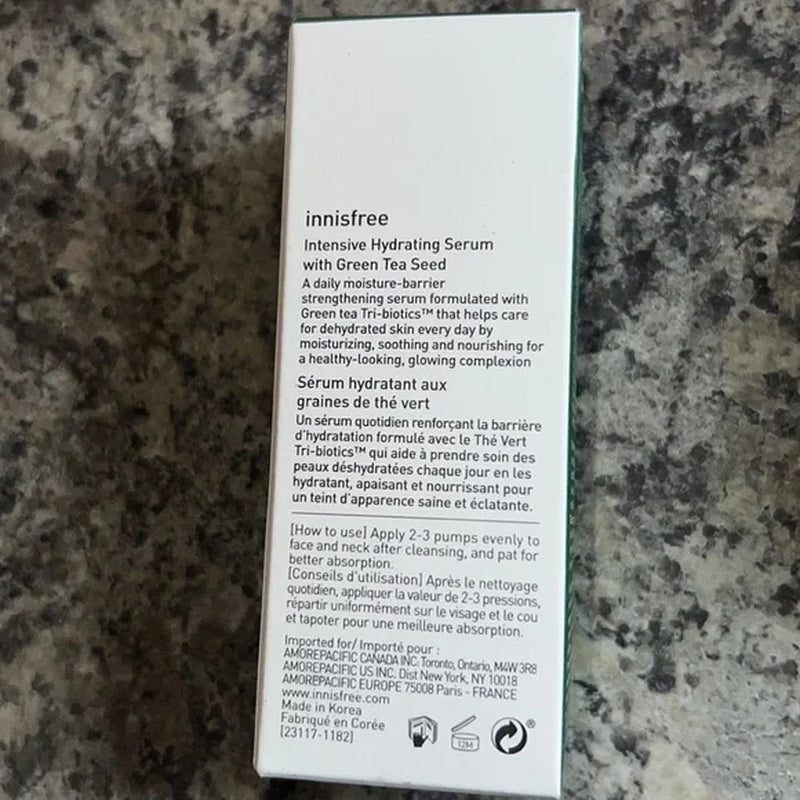 innisfree
Intensive Hydrating Serum
with Green Tea Seed
A daily moisture-barrier
strengthening serum formulated with
Green tea Tri-biotics™ that helps care
for dehydrated skin every day by
moisturizing, soothing and nourishing for
a healthy-looking, glowing complexion
Sérum hydratant aux
graines de thé vert
Un sérum quotidien renforçant la barrière
d'hydratation formulé avec le Thé Vert
Tri-biotics™ qui aide à prendre soin des
peaux déshydratées chaque jour en les
hydratant, apaisant et nourrissant pour
un teint d'apparence saine et éclatante.
[How to use] Apply 2-3 pumps evenly to
face and neck after cleansing, and pat for
better absorption.
[Conseils d'utilisation] Après le nettoyage
quotidien, appliquer la valeur de 2-3 pressions,
répartir uniformément sur le visage et le cou
et tapoter pour une meilleure absorption.
Imported for/ Importé pour :
AMOREPACIFIC CANADA INC. Toronto, Ontario, M4W 3R8
AMOREPACIFIC US INC. Dist New York, NY 10018
AMOREPACIFIC EUROPE 75008 Paris - FRANCE
www.innisfree.com
Made in Korea
Fabriqué en Corée
[23117-1182]
12M
®